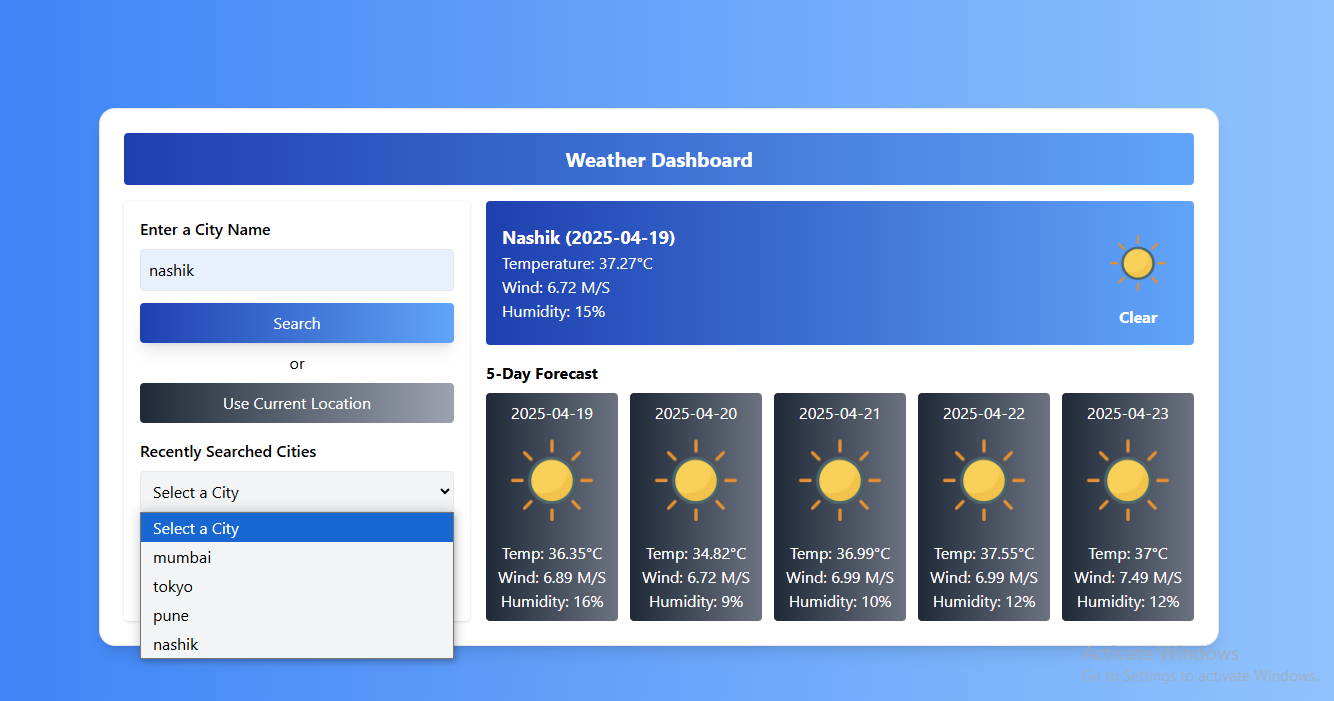 Weather Dashboard
Enter a City Name
nashik
Search
or
Use Current Location
Recently Searched Cities
Select a City
Select a City
mumbai
tokyo
pune
nashik
Nashik (2025-04-19)
Temperature: 37.27°C
Wind: 6.72 M/S
Humidity: 15%
Clear
5-Day Forecast
2025-04-19
Temp: 36.35°C
Wind: 6.89 M/S
Humidity: 16%
2025-04-20
Temp: 34.82°C
Wind: 6.72 M/S
Humidity: 9%
2025-04-21
Temp: 36.99°C
Wind: 6.99 M/S
Humidity: 10%
2025-04-22
Temp: 37.55°C
Wind: 6.99 M/S
Humidity: 12%
2025-04-23
Temp: 37°C
Wind: 7.49 M/S
Humidity: 12%
Activate Windows
Go to Settings to activate Windows.